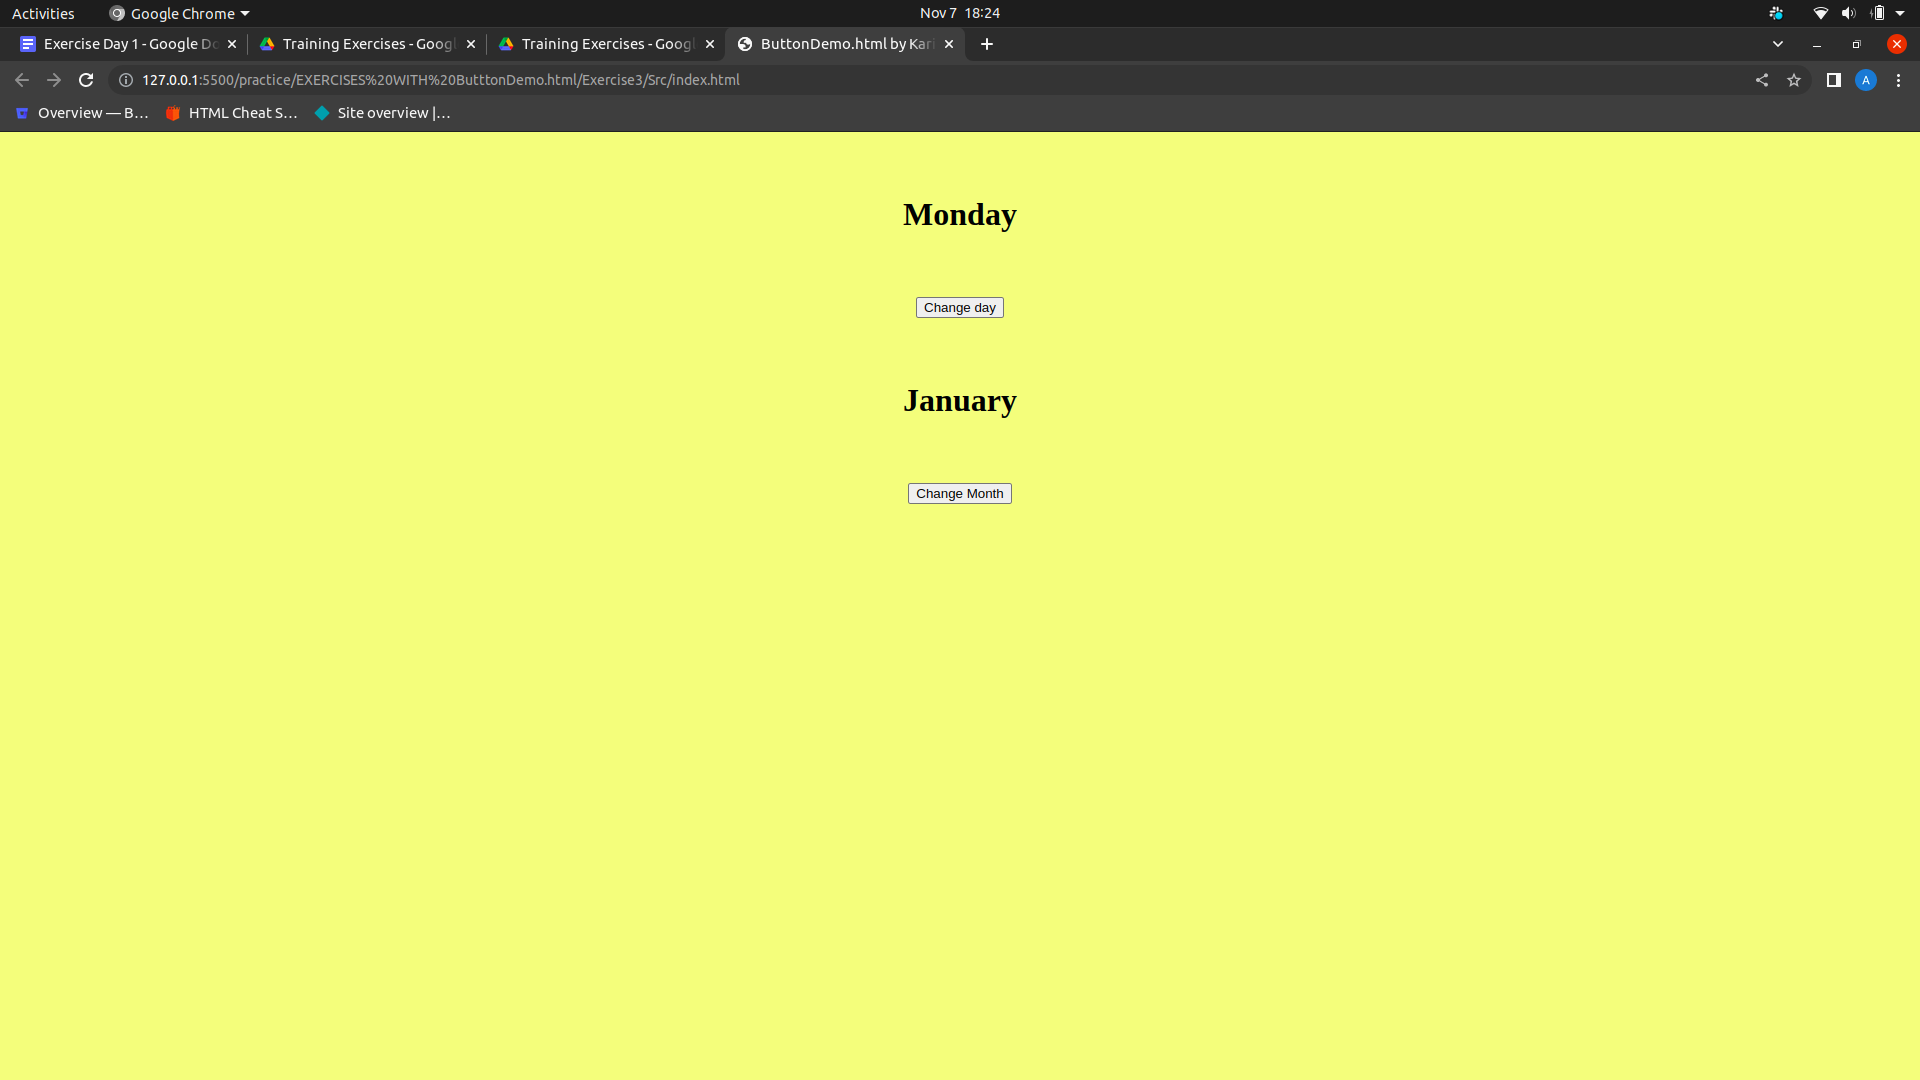 Activities Google Chrome Nov 7 18:24
Exercise Day 1 - Google Do Training Exercises - Googl Training Exercises - Googl ButtonDemo.html by Kari
127.0.0.1:5500/practice/EXERCISES%20WITH%20ButttonDemo.html/Exercise3/Src/index.html A
Overview — B... HTML Cheat S... Site overview |...
Monday
Change day
January
Change Month